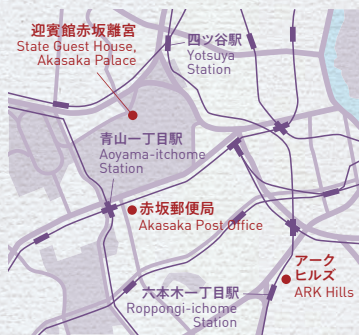 迎賓館赤坂離宮
State Guest House,
Akasaka Palace
四ツ谷駅
Yotsuya
Station
青山一丁目駅
Aoyama-itchome
Station
赤坂郵便局
Akasaka Post Office
アーク
ヒルズ
ARK Hills
六本木一丁目駅
Roppongi-ichome
Station